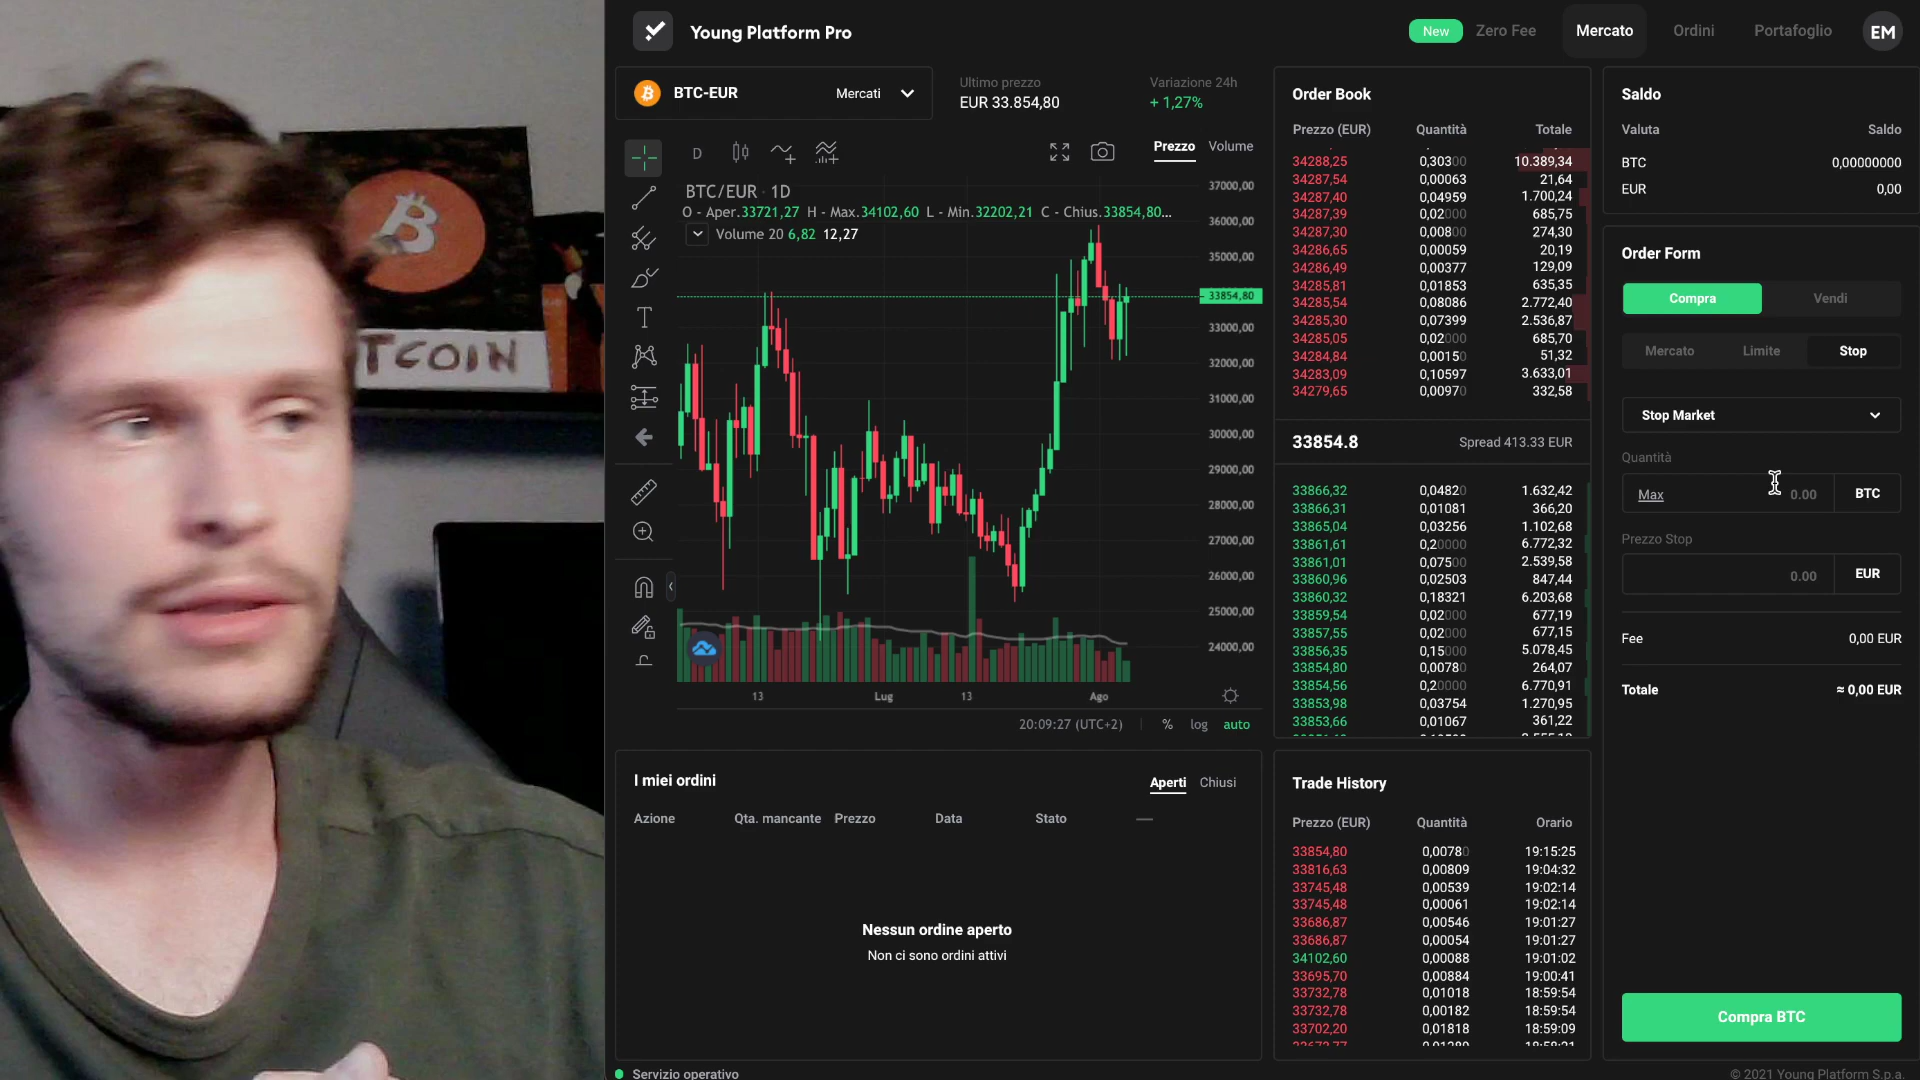 Young Platform Pro
New Zero Fee Mercato Ordini Portafoglio EM
BTC-EUR Mercati
Ultimo prezzo
EUR 33.854,80
Variazione 24h
+ 1,27%
D
Prezzo Volume
BTC/EUR · 1D
O - Aper.33721,27 H - Max.34102,60 L - Min.32202,21 C - Chius.33854,80...
Volume 20 6,82 12,27
37000,00
36000,00
35000,00
33854,80
33000,00
32000,00
31000,00
30000,00
29000,00
28000,00
27000,00
26000,00
25000,00
24000,00
13 Lug 13 Ago
20:09:27 (UTC+2) % log auto
TCOIN
I miei ordini
Aperti Chiusi
Azione Qta. mancante Prezzo Data Stato —
Nessun ordine aperto
Non ci sono ordini attivi
Servizio operativo
Order Book
Prezzo (EUR) Quantità Totale
34288,25 0,30300 10.389,34
34287,54 0,00063 21,64
34287,40 0,04959 1.700,24
34287,39 0,02000 685,75
34287,30 0,00800 274,30
34286,65 0,00059 20,19
34286,49 0,00377 129,09
34285,81 0,01853 635,35
34285,54 0,08086 2.772,40
34285,30 0,07399 2.536,87
34285,05 0,02000 685,70
34284,84 0,00150 51,32
34283,09 0,10597 3.633,01
34279,65 0,00970 332,58
33854.8 Spread 413.33 EUR
33866,32 0,04820 1.632,42
33866,31 0,01081 366,20
33865,04 0,03256 1.102,68
33861,61 0,20000 6.772,32
33861,01 0,07500 2.539,58
33860,96 0,02503 847,44
33860,32 0,18321 6.203,68
33859,54 0,02000 677,19
33857,55 0,02000 677,15
33856,35 0,15000 5.078,45
33854,80 0,00780 264,07
33854,56 0,20000 6.770,91
33853,98 0,03754 1.270,95
33853,66 0,01067 361,22
Trade History
Prezzo (EUR) Quantità Orario
33854,80 0,00780 19:15:25
33816,63 0,00809 19:04:32
33745,48 0,00539 19:02:14
33745,48 0,00061 19:02:14
33686,87 0,00546 19:01:27
33686,87 0,00054 19:01:27
34102,60 0,00088 19:01:02
33695,70 0,00884 19:00:41
33732,78 0,01018 18:59:54
33732,78 0,00182 18:59:54
33702,20 0,01818 18:59:09
Saldo
Valuta Saldo
BTC 0,00000000
EUR 0,00
Order Form
Compra Vendi
Mercato Limite Stop
Stop Market
Quantità
Max 0.00 BTC
Prezzo Stop
0.00 EUR
Fee 0,00 EUR
Totale ≈ 0,00 EUR
Compra BTC
© 2021 Young Platform S.p.a.